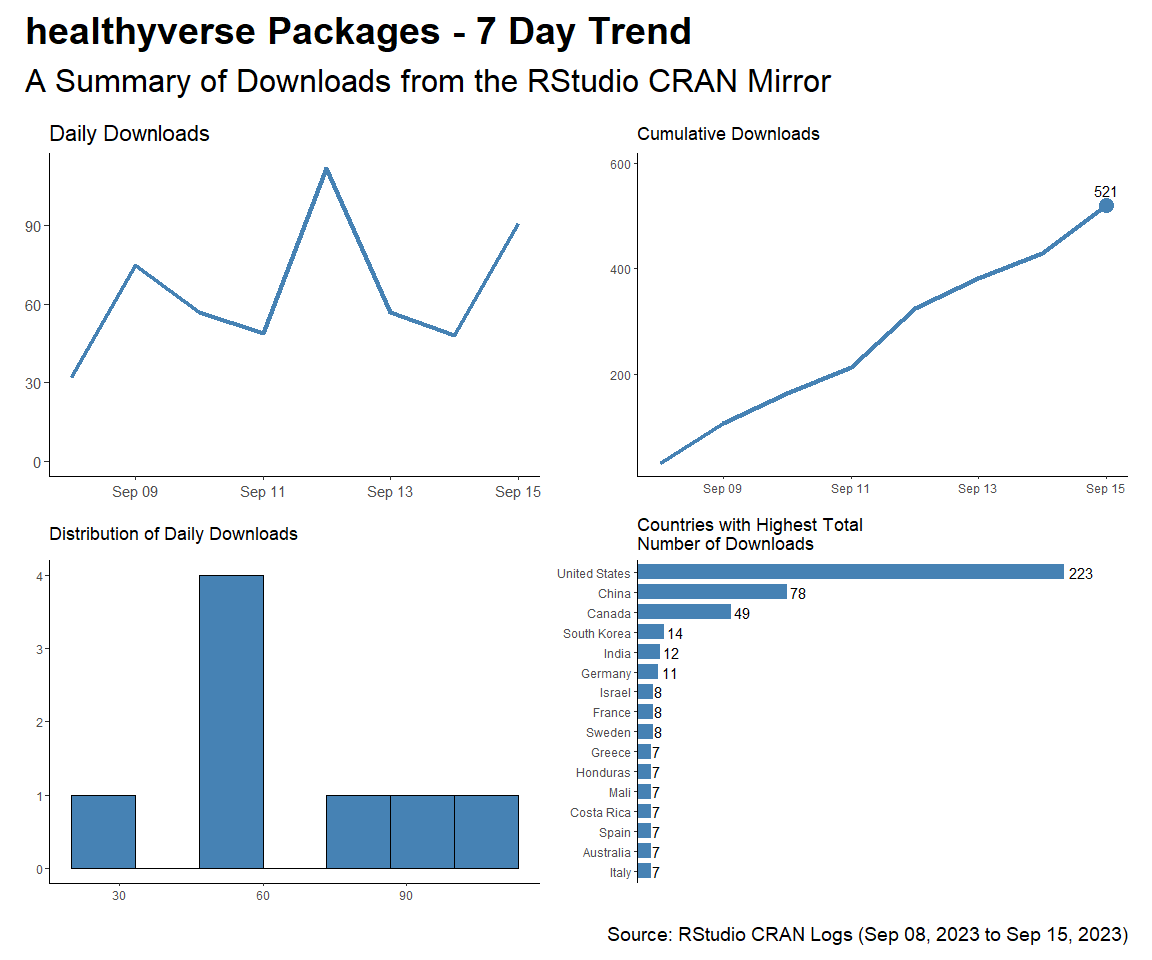 healthyverse Packages - 7 Day Trend
A Summary of Downloads from the RStudio CRAN Mirror
Daily Downloads
90
60
30
0
Sep 09 Sep 11 Sep 13 Sep 15
Cumulative Downloads
600
400
200
521
Sep 09 Sep 11 Sep 13 Sep 15
Distribution of Daily Downloads
4
3
2
1
0
30 60 90
Countries with Highest Total
Number of Downloads
United States 223
China 78
Canada 49
South Korea 14
India 12
Germany 11
Israel 8
France 8
Sweden 8
Greece 7
Honduras 7
Mali 7
Costa Rica 7
Spain 7
Australia 7
Italy 7
Source: RStudio CRAN Logs (Sep 08, 2023 to Sep 15, 2023)